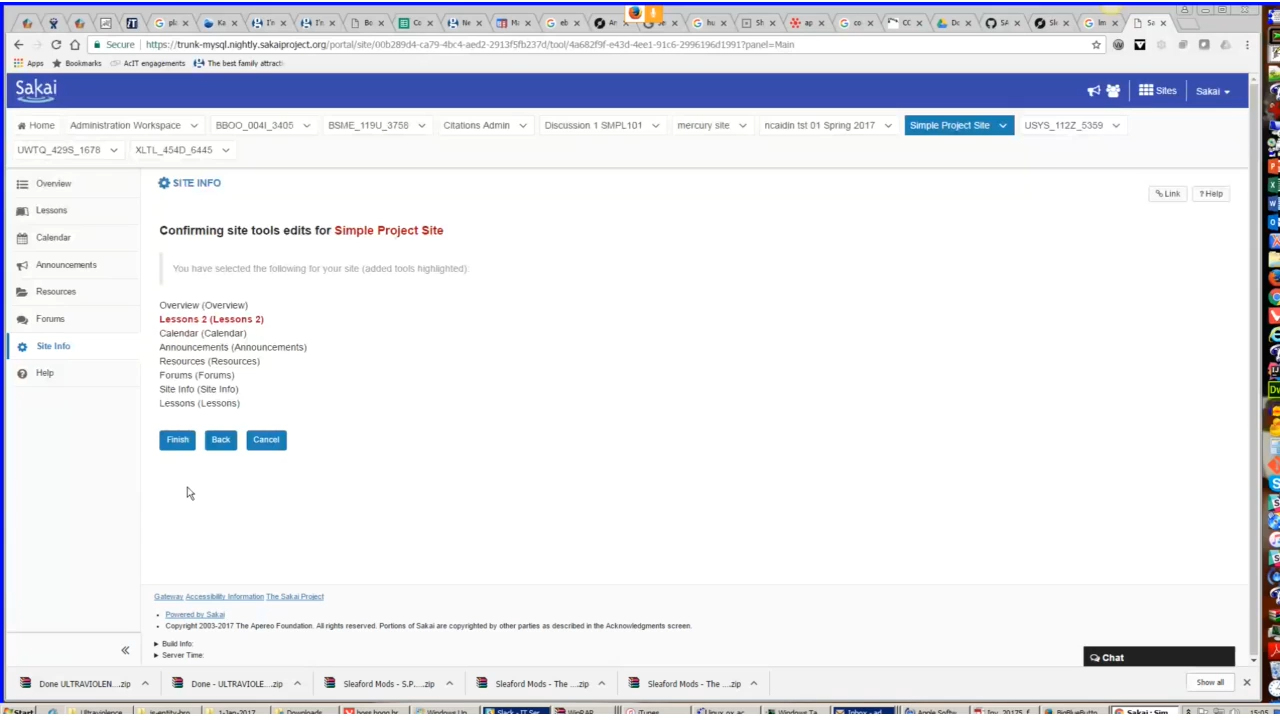 Secure https://trunk-mysql.nightly.sakaiproject.org/portal/site/00b289d4-ca79-4bc4-aed2-2913f5fb237d/tool/4a682f9f-e43d-4ee1-91c6-2996196d1991?panel=Main
Apps Bookmarks AcIT engagements The best family attracti
Sakai
Sites Sakai
Home Administration Workspace BBOO_004I_3405 BSME_119U_3758 Citations Admin Discussion 1 SMPL101 mercury site ncaidin tst 01 Spring 2017 Simple Project Site USYS_112Z_5359
UWTQ_429S_1678 XLTL_454D_6445
Overview
Lessons
Calendar
Announcements
Resources
Forums
Site Info
Help
SITE INFO
Link ? Help
Confirming site tools edits for Simple Project Site
You have selected the following for your site (added tools highlighted):
Overview (Overview)
Lessons 2 (Lessons 2)
Calendar (Calendar)
Announcements (Announcements)
Resources (Resources)
Forums (Forums)
Site Info (Site Info)
Lessons (Lessons)
Finish Back Cancel
Gateway Accessibility Information The Sakai Project
Powered by Sakai
Copyright 2003-2017 The Apereo Foundation. All rights reserved. Portions of Sakai are copyrighted by other parties as described in the Acknowledgments screen.
Build Info:
Server Time:
Chat
Done ULTRAVIOLEN....zip Done - ULTRAVIOLE....zip Sleaford Mods - S.P....zip Sleaford Mods - The ....zip Sleaford Mods - The ....zip Show all